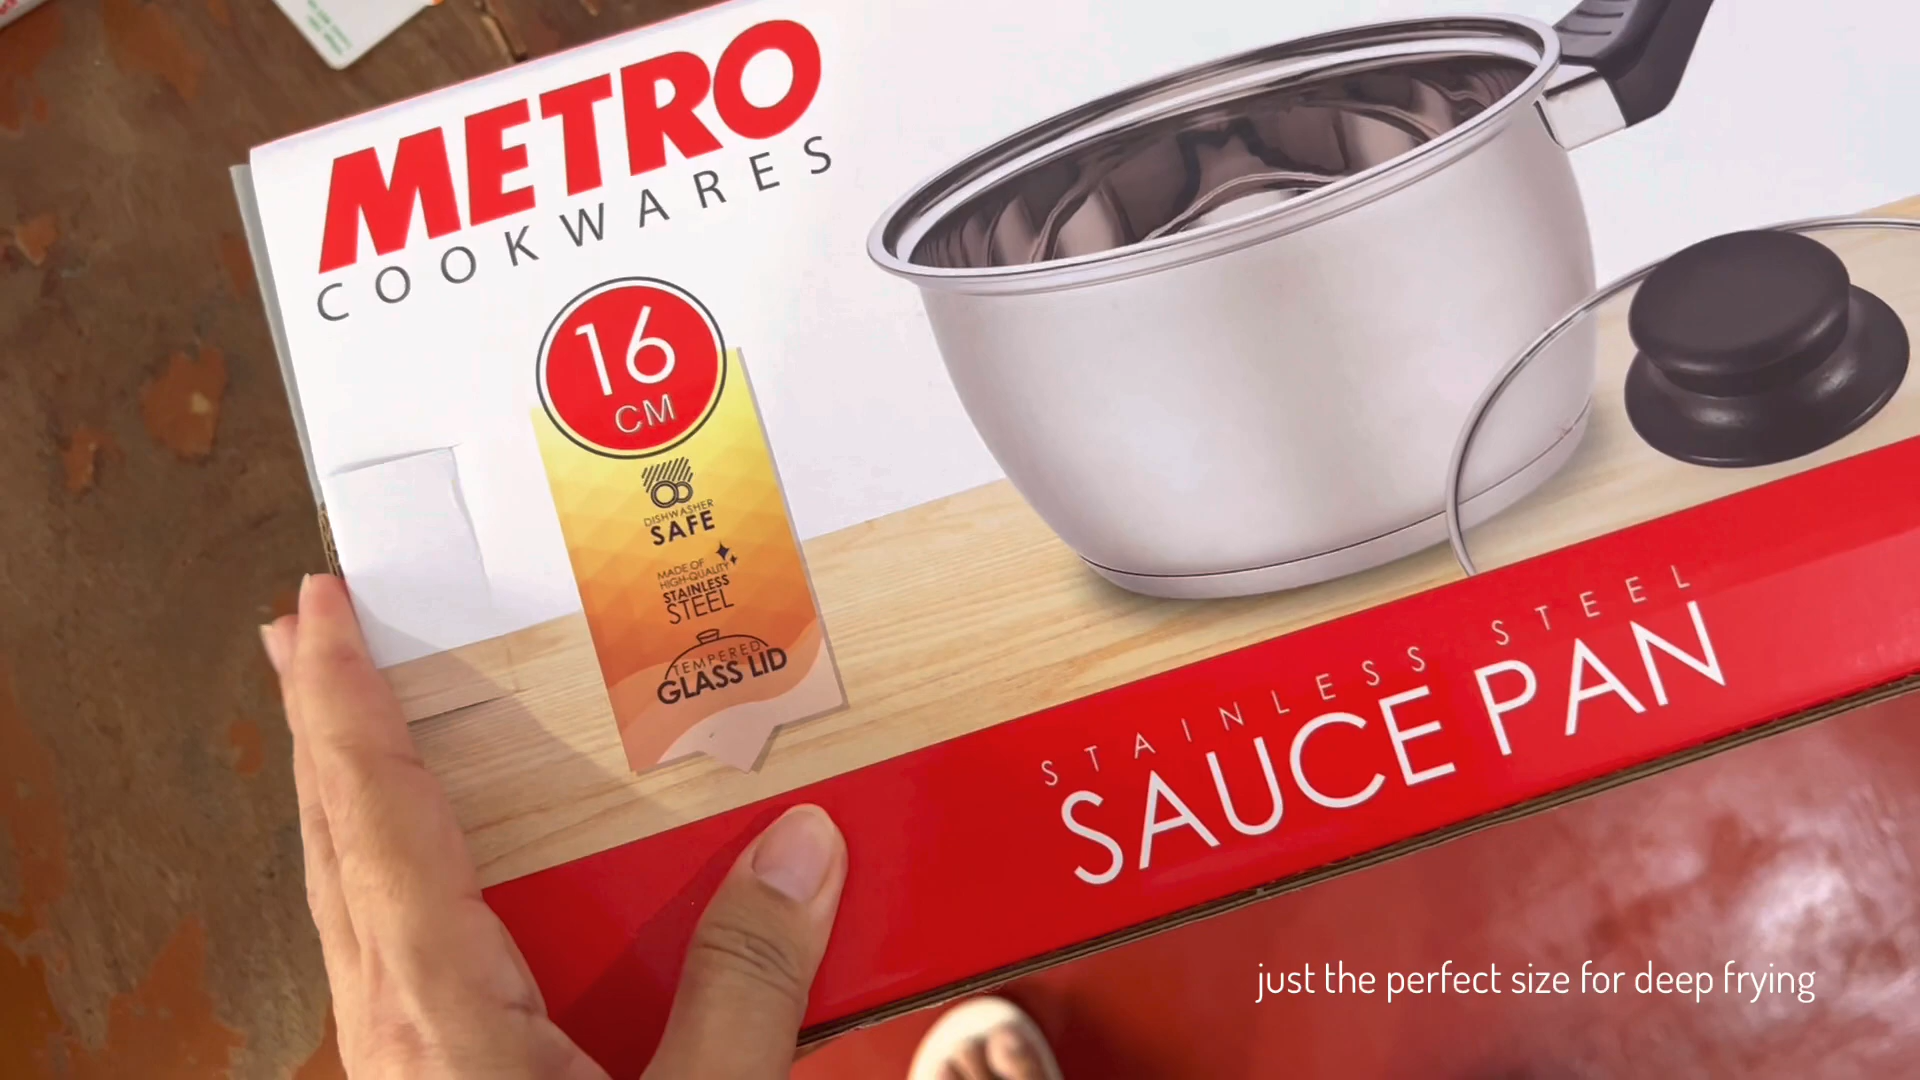 METRO
COOKWARES
16
CM
DISHWASHER
SAFE
MADE OF
HIGH-QUALITY
STAINLESS
STEEL
TEMPERED
GLASS LID
STAINLESS STEEL
SAUCE PAN
just the perfect size for deep frying